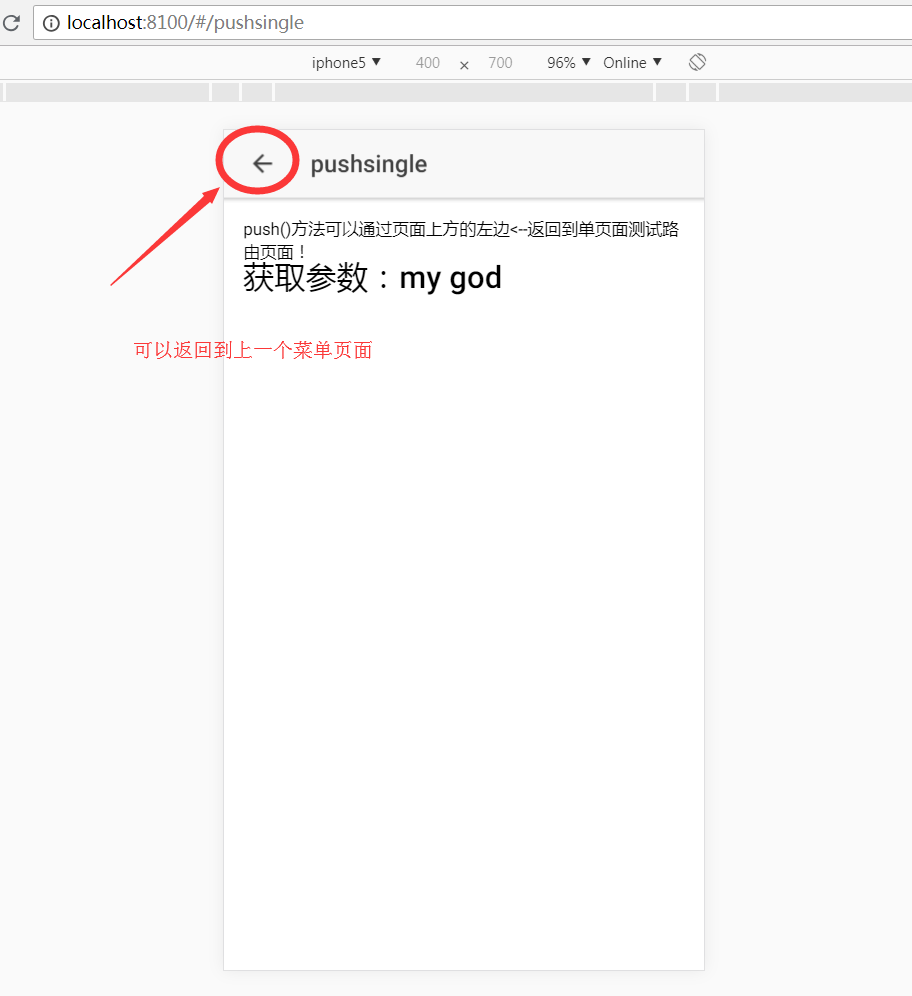 localhost:8100/#/pushsingle
iphone5 ▼ 400 × 700 96% ▼ Online ▼
pushsingle
push()方法可以通过页面上方的左边<--返回到单页面测试路
由页面！
获取参数：my god
可以返回到上一个菜单页面